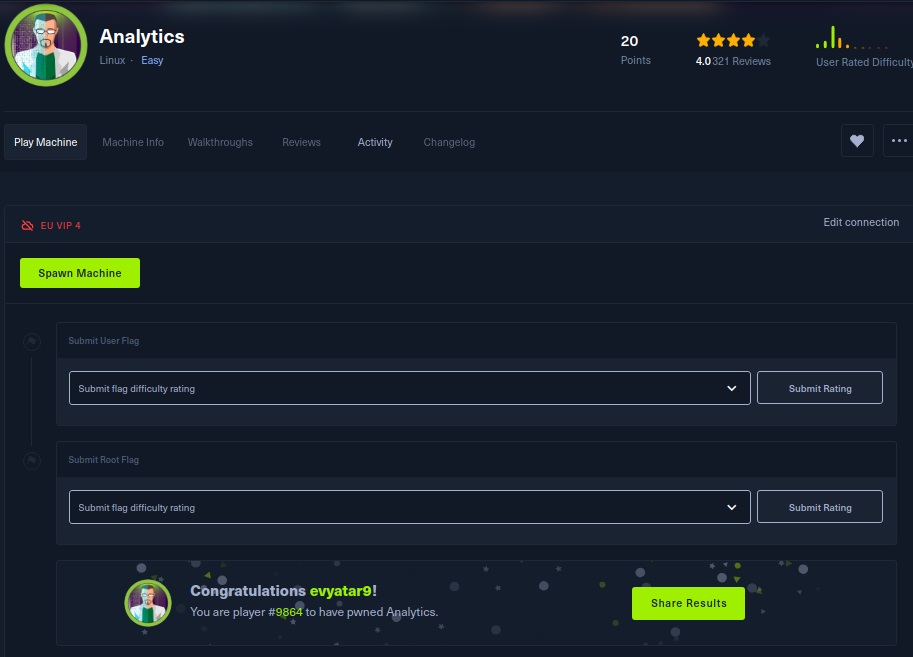 Analytics
Linux · Easy
20
Points
4.0 321 Reviews
User Rated Difficulty
Play Machine
Machine Info
Walkthroughs
Reviews
Activity
Changelog
EU VIP 4
Edit connection
Spawn Machine
Submit User Flag
Submit flag difficulty rating
Submit Rating
Submit Root Flag
Submit flag difficulty rating
Submit Rating
Congratulations evyatar9!
You are player #9864 to have pwned Analytics.
Share Results